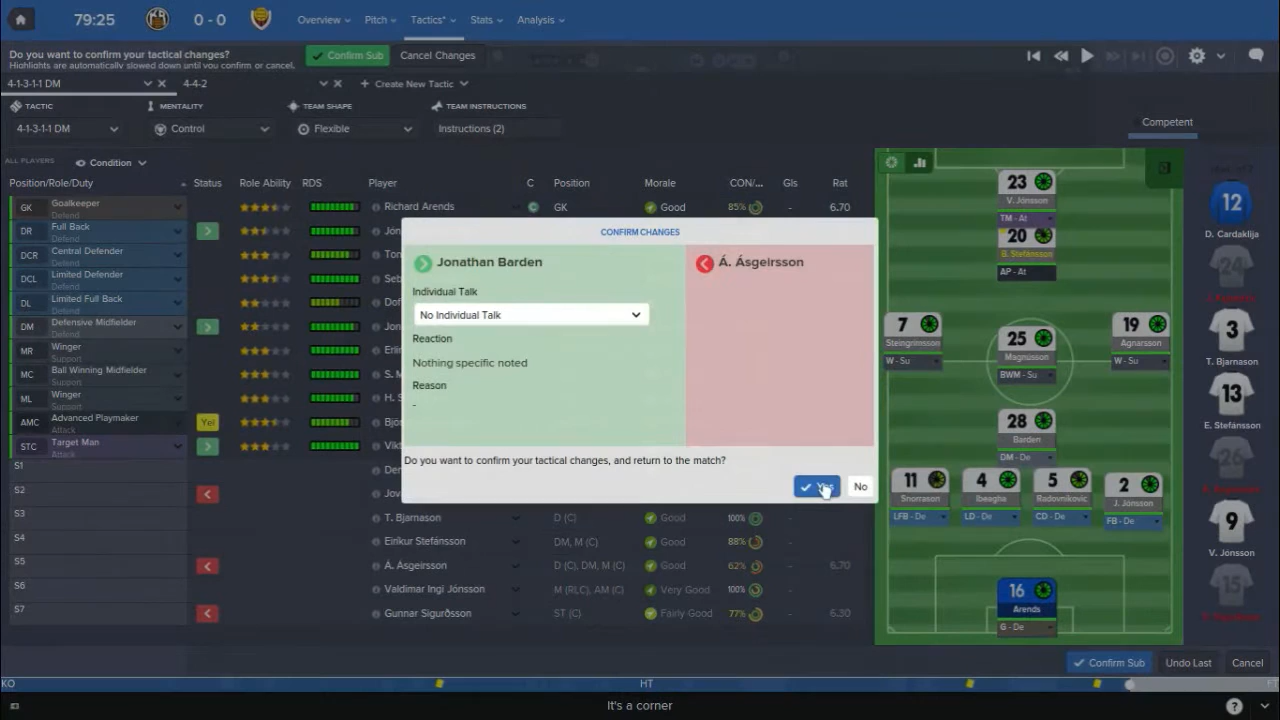 79:25
0 - 0
Overview
Pitch
Tactics*
Stats
Analysis
Do you want to confirm your tactical changes?
Highlights are automatically slowed down until you confirm or cancel.
Confirm Sub
Cancel Changes
4-1-3-1-1 DM
4-4-2
Create New Tactic
TACTIC
MENTALITY
TEAM SHAPE
TEAM INSTRUCTIONS
4-1-3-1-1 DM
Control
Flexible
Instructions (2)
Competent
ALL PLAYERS
Condition
Position/Role/Duty
Status
Role Ability
RDS
Player
C
Position
Morale
CON/...
Gls
Rat
GK Goalkeeper
Defend
Richard Arends
C
GK
Good
85%
-
6.70
DR Full Back
Defend
DCR Central Defender
Defend
DCL Limited Defender
Defend
DL Limited Full Back
Defend
DM Defensive Midfielder
Defend
MR Winger
Support
MC Ball Winning Midfielder
Support
ML Winger
Support
AMC Advanced Playmaker
Attack
Yel
STC Target Man
Attack
S1
S2
S3
T. Bjarnason
D (C)
Good
100%
-
S4
Eiríkur Stefánsson
DM, M (C)
Good
88%
-
S5
Á. Ásgeirsson
D (C), DM, M (C)
Good
62%
-
6.70
S6
Valdimar Ingi Jónsson
M (RLC), AM (C)
Very Good
100%
-
S7
Gunnar Sigurðsson
ST (C)
Fairly Good
77%
-
6.30
CONFIRM CHANGES
Jonathan Barden
Á. Ásgeirsson
Individual Talk
No Individual Talk
Reaction
Nothing specific noted
Reason
-
Do you want to confirm your tactical changes, and return to the match?
Yes
No
23
V. Jónsson
TM - At
20
B. Stefánsson
AP - At
7
Steingrímsson
W - Su
25
Magnússon
BWM - Su
19
Agnarsson
W - Su
28
Barden
DM - De
11
Snorrason
LFB - De
4
Ibeagha
LD - De
5
Radovnikovic
CD - De
2
J. Jónsson
FB - De
16
Arends
G - De
12
D. Cardaklija
24
3
T. Bjarnason
13
E. Stefánsson
26
9
V. Jónsson
15
Confirm Sub
Undo Last
Cancel
KO
HT
It's a corner